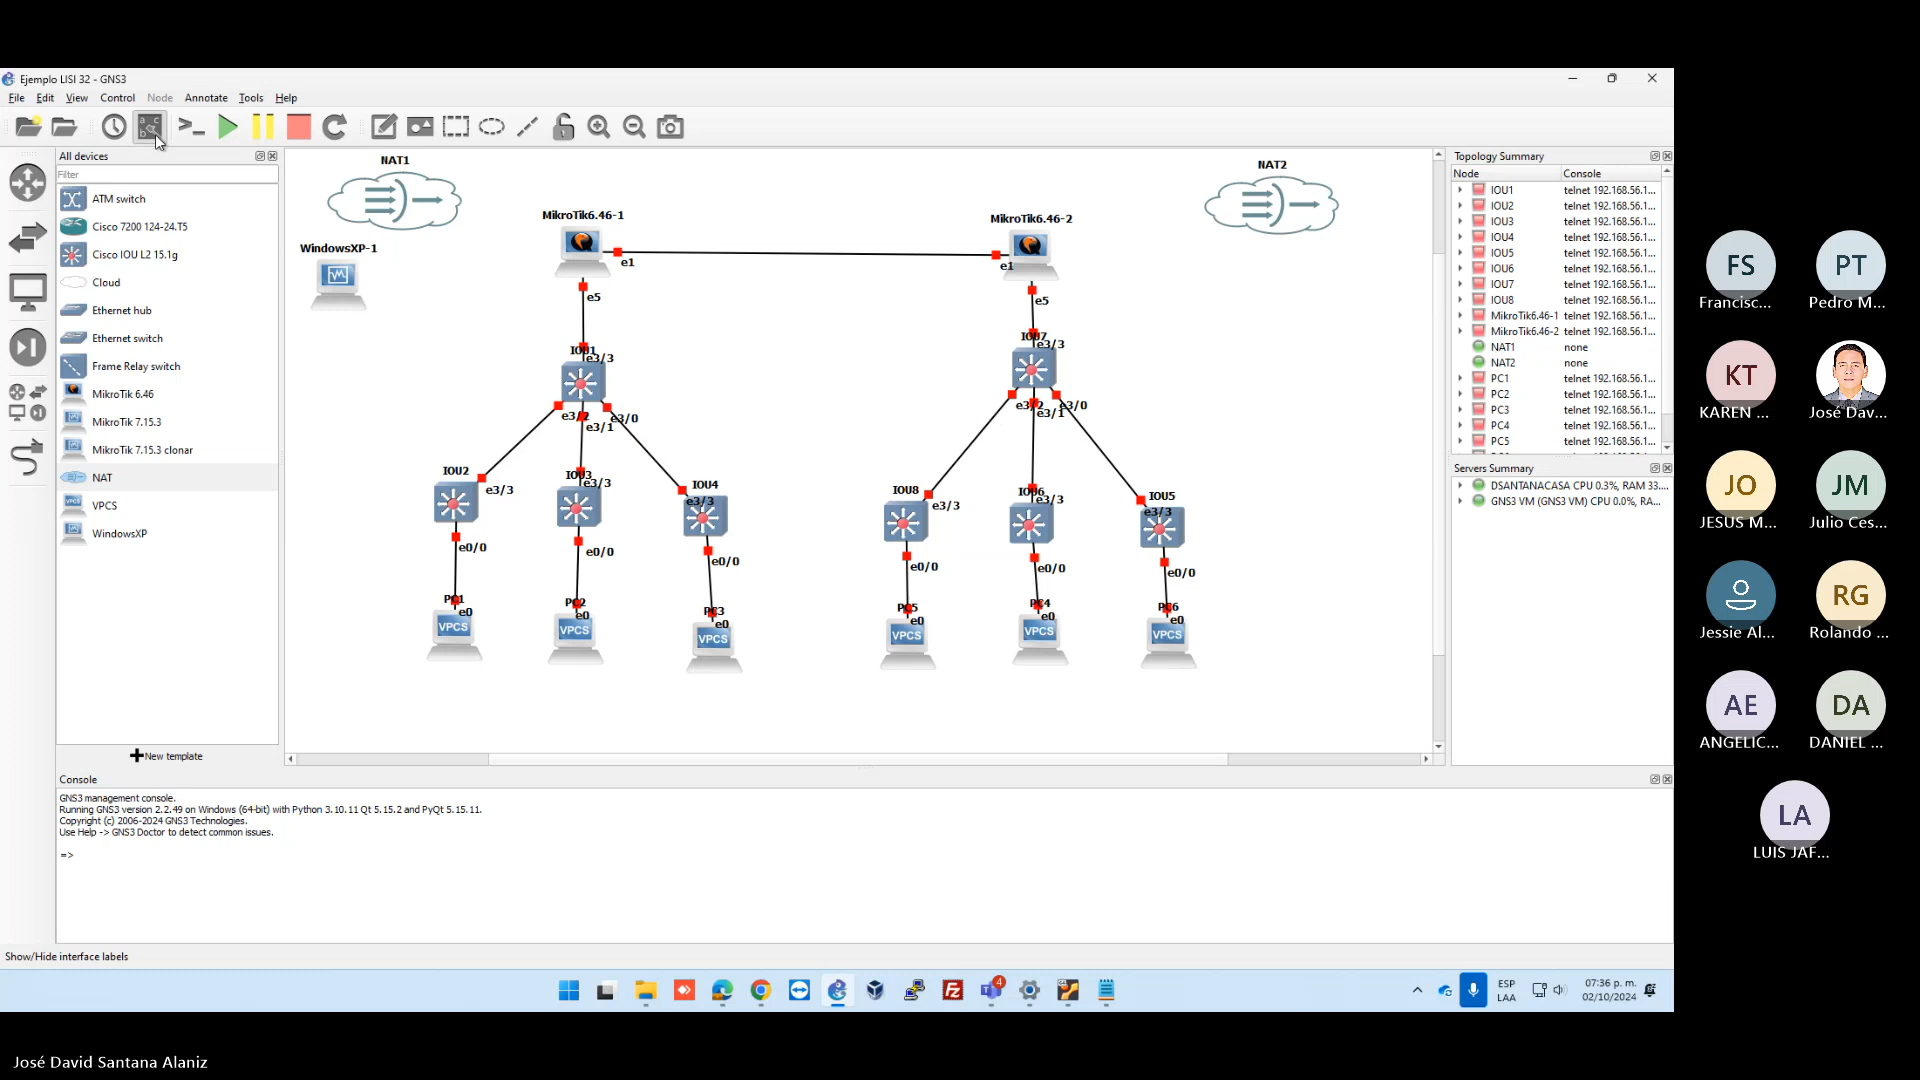 Ejemplo LISI 32 - GNS3
File Edit View Control Node Annotate Tools Help
All devices
Filter
ATM switch
Cisco 7200 124-24.T5
Cisco IOU L2 15.1g
Cloud
Ethernet hub
Ethernet switch
Frame Relay switch
MikroTik 6.46
MikroTik 7.15.3
MikroTik 7.15.3 clonar
NAT
VPCS
WindowsXP
New template
NAT1
NAT2
MikroTik6.46-1
MikroTik6.46-2
WindowsXP-1
e1
e1
e5
e5
IOU1
e3/3
IOU7
e3/3
e3/2
e3/1
e3/0
e3/2
e3/1
e3/0
IOU2
e3/3
IOU3
e3/3
IOU4
e3/3
IOU8
e3/3
IOU6
e3/3
IOU5
e3/3
e0/0
e0/0
e0/0
e0/0
e0/0
e0/0
PC1
e0
PC2
e0
PC3
e0
PC5
e0
PC4
e0
PC6
e0
VPCS
VPCS
VPCS
VPCS
VPCS
VPCS
Topology Summary
Node Console
IOU1 telnet 192.168.56.1...
IOU2 telnet 192.168.56.1...
IOU3 telnet 192.168.56.1...
IOU4 telnet 192.168.56.1...
IOU5 telnet 192.168.56.1...
IOU6 telnet 192.168.56.1...
IOU7 telnet 192.168.56.1...
IOU8 telnet 192.168.56.1...
MikroTik6.46-1 telnet 192.168.56.1...
MikroTik6.46-2 telnet 192.168.56.1...
NAT1 none
NAT2 none
PC1 telnet 192.168.56.1...
PC2 telnet 192.168.56.1...
PC3 telnet 192.168.56.1...
PC4 telnet 192.168.56.1...
PC5 telnet 192.168.56.1...
Servers Summary
DSANTANACASA CPU 0.3%, RAM 33....
GNS3 VM (GNS3 VM) CPU 0.0%, RA...
Console
GNS3 management console.
Running GNS3 version 2.2.49 on Windows (64-bit) with Python 3.10.11 Qt 5.15.2 and PyQt 5.15.11.
Copyright (c) 2006-2024 GNS3 Technologies.
Use Help -> GNS3 Doctor to detect common issues.
=>
Show/Hide interface labels
4
ESP
LAA
07:36 p. m.
02/10/2024
FS
Francisc...
PT
Pedro M...
KT
KAREN ...
José Dav...
JO
JESUS M...
JM
Julio Ces...
Jessie Al...
RG
Rolando ...
AE
ANGELIC...
DA
DANIEL ...
LA
LUIS JAF...
José David Santana Alaniz